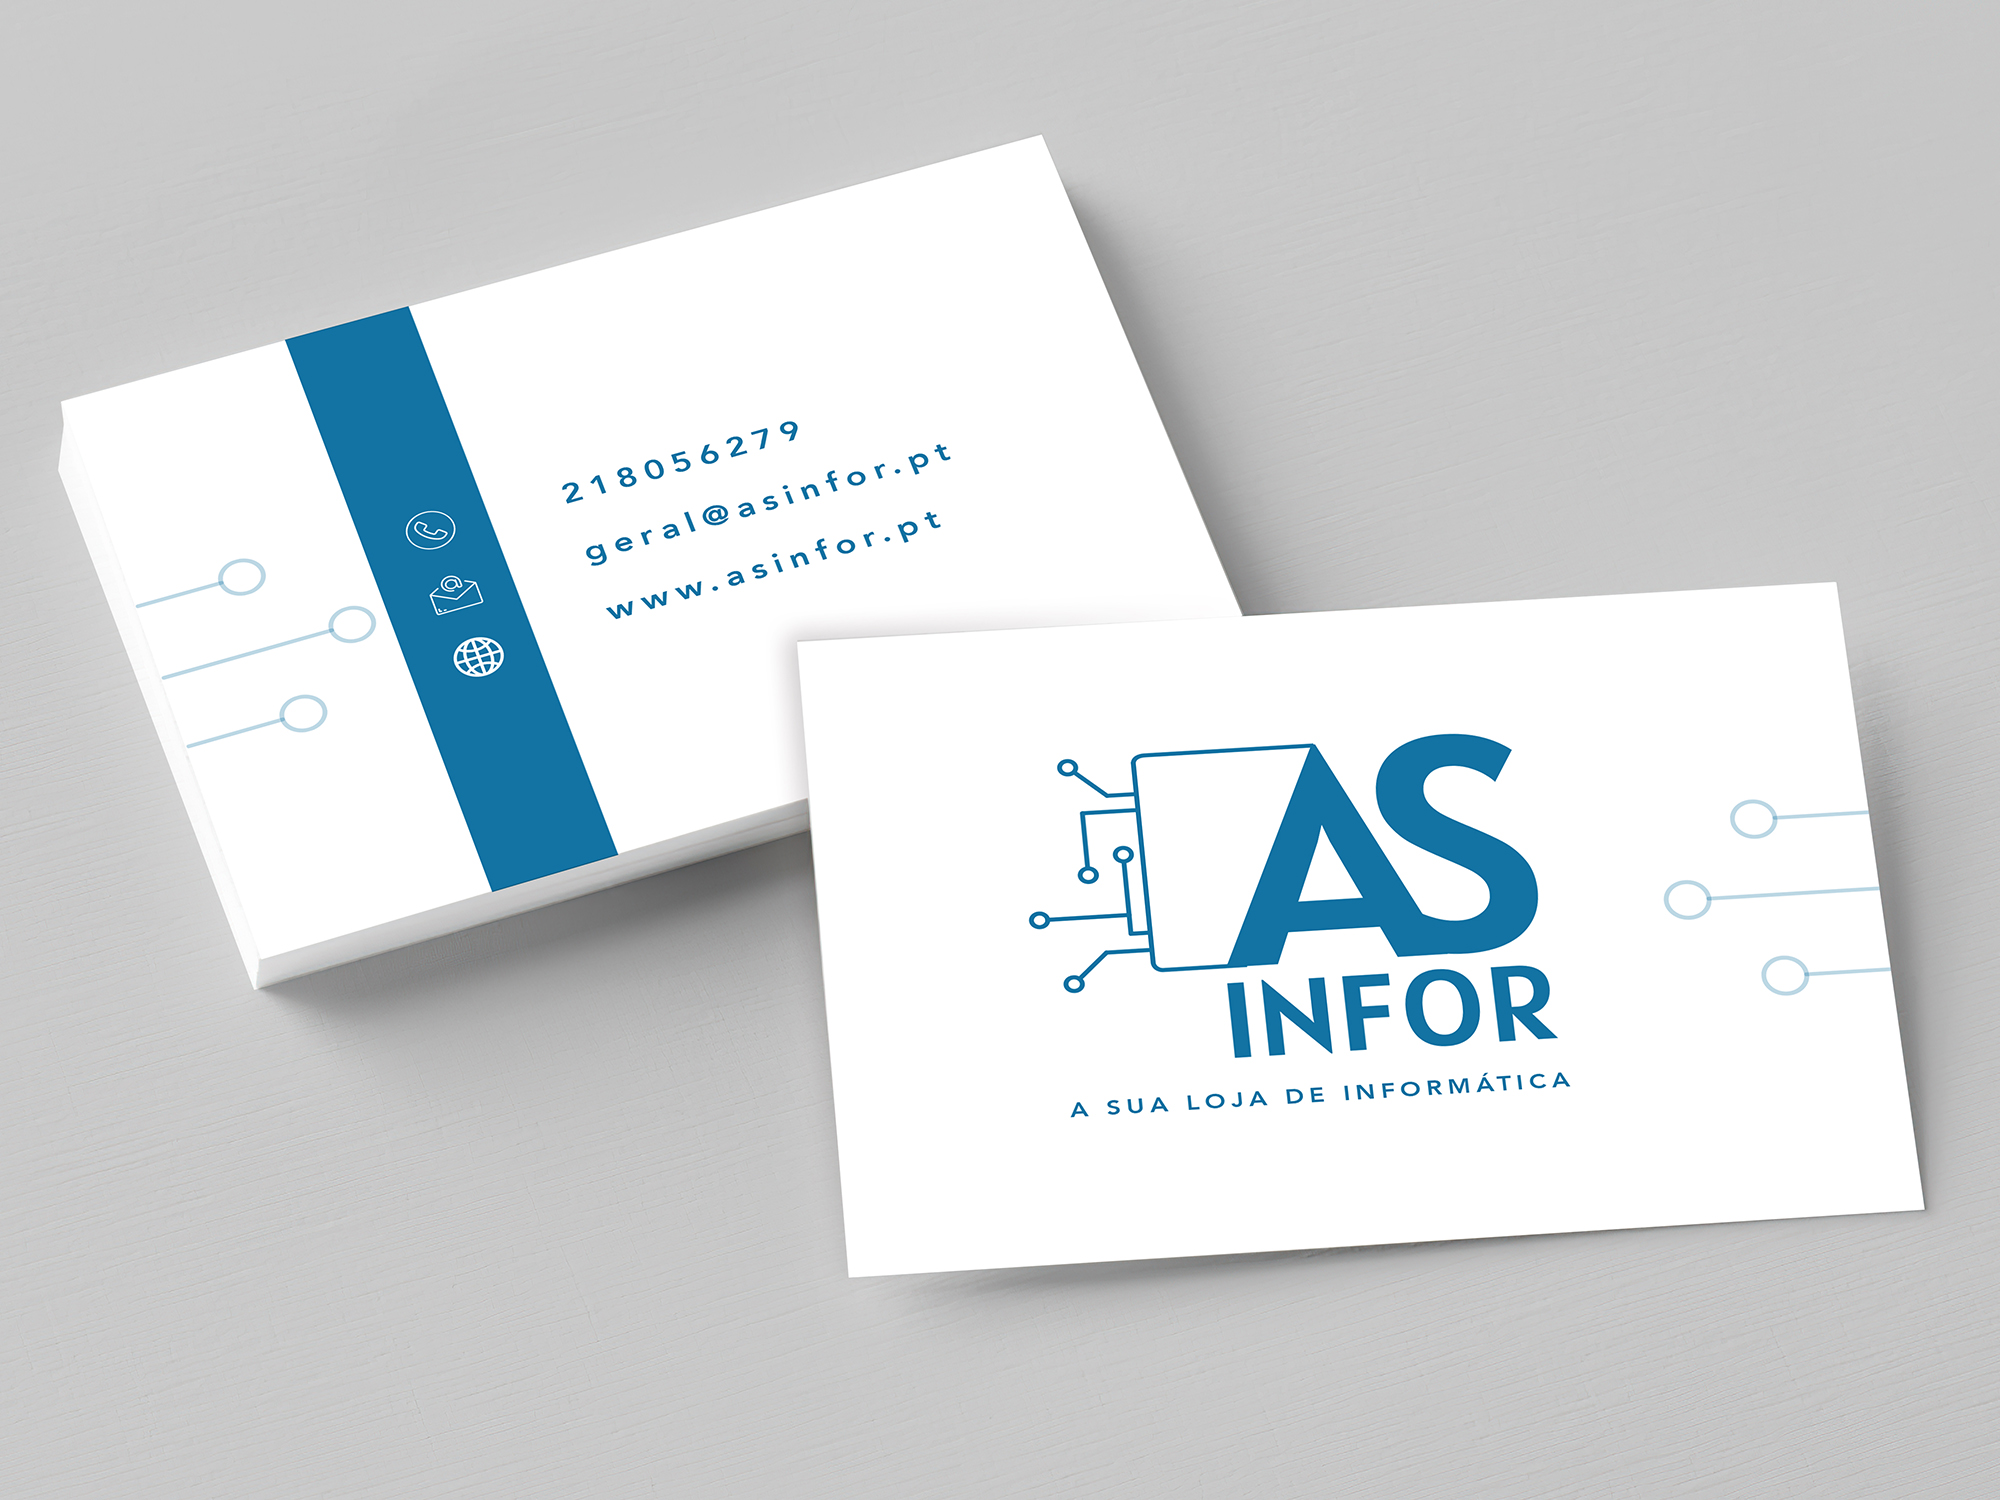 218056279
geral@asinfor.pt
www.asinfor.pt
AS
INFOR
A SUA LOJA DE INFORMÁTICA